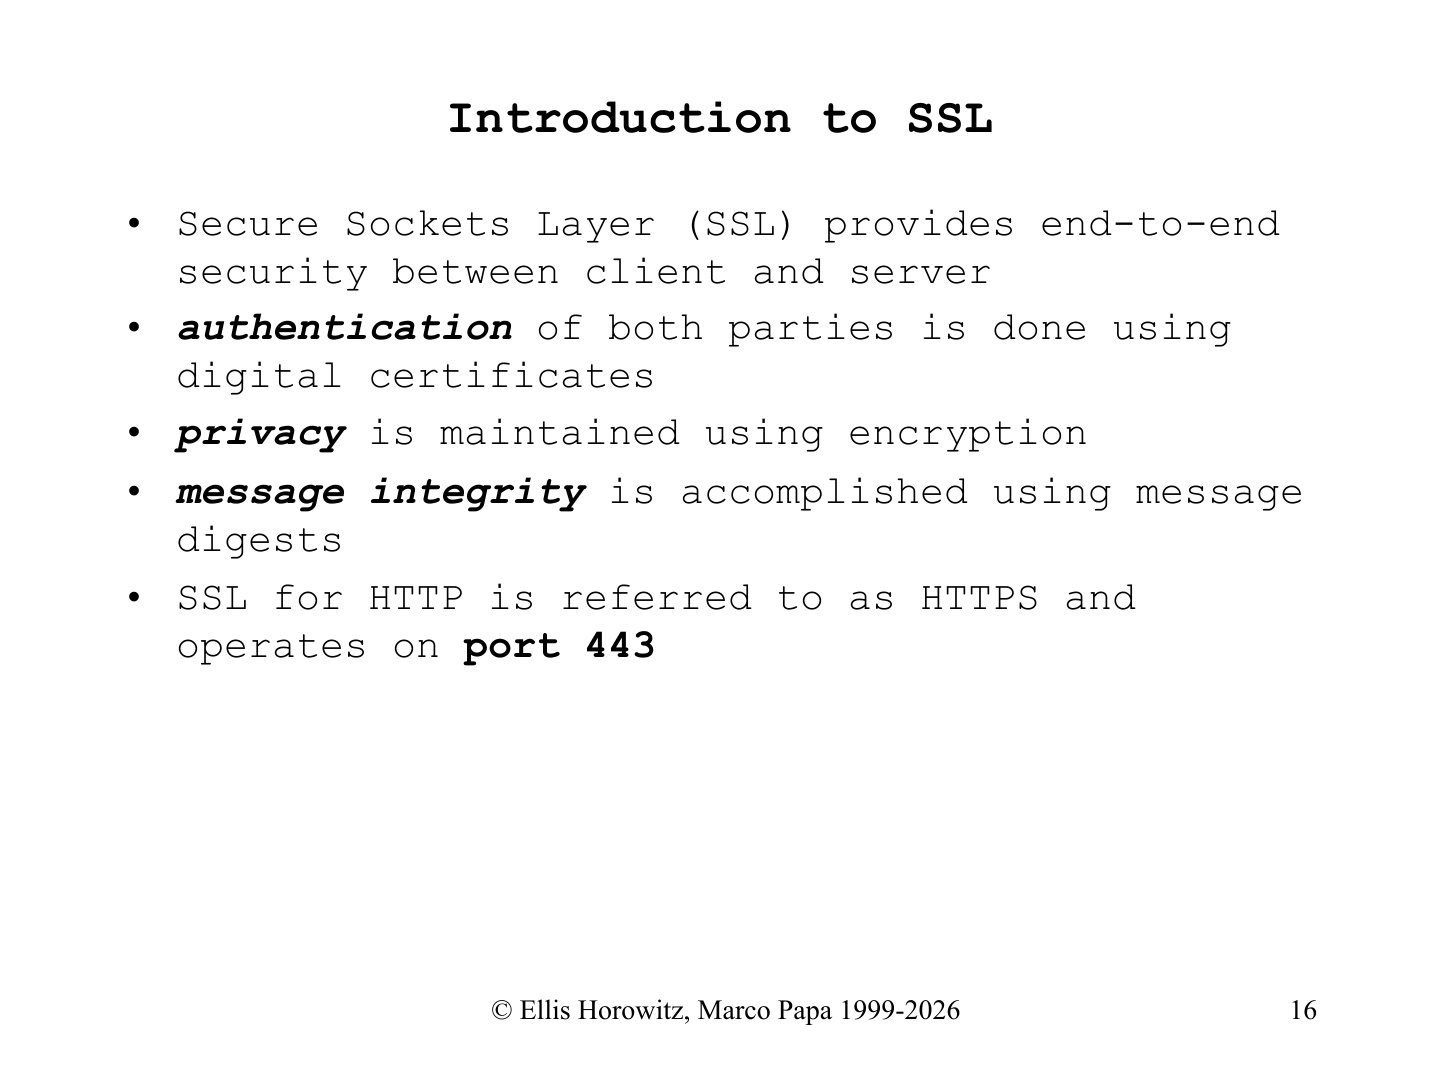 Introduction to SSL
• Secure Sockets Layer (SSL) provides end-to-end
security between client and server
• authentication of both parties is done using
digital certificates
• privacy is maintained using encryption
• message integrity is accomplished using message
digests
• SSL for HTTP is referred to as HTTPS and
operates on port 443
© Ellis Horowitz, Marco Papa 1999-2026
16